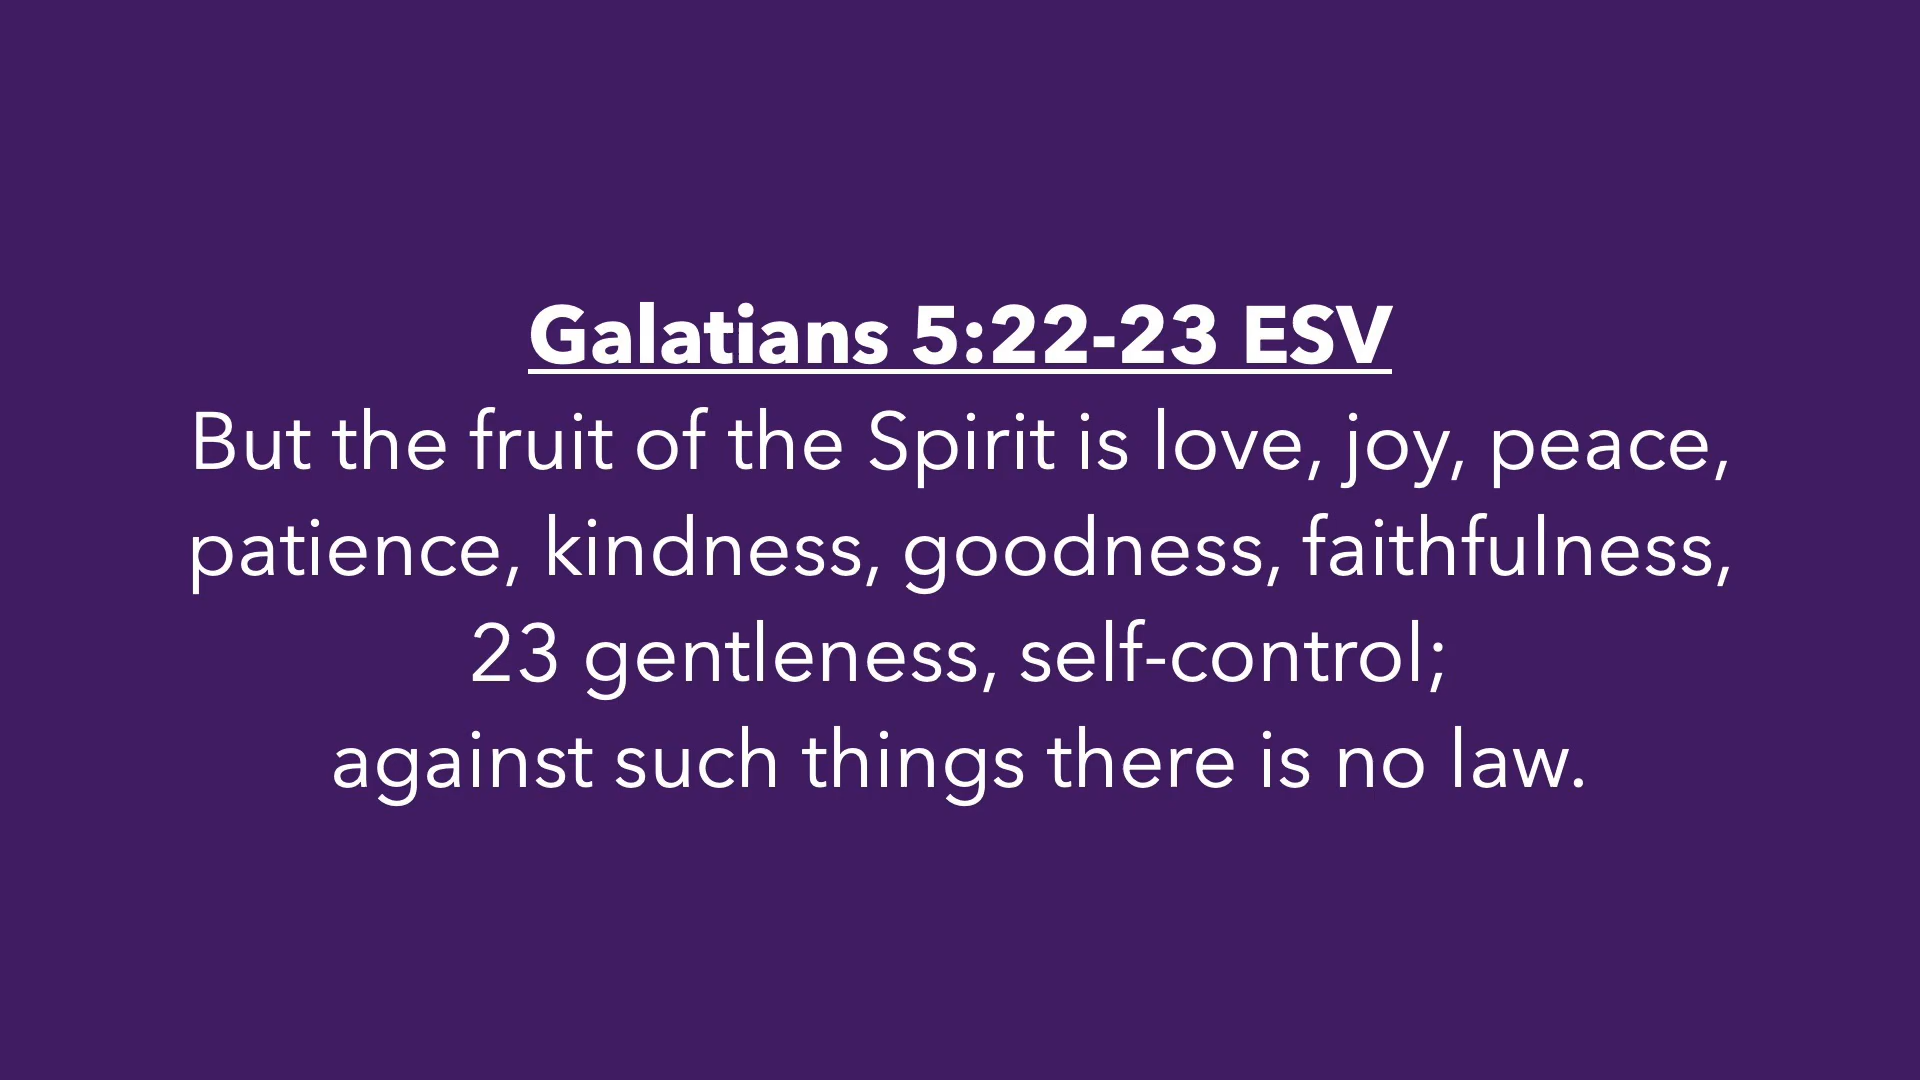 Galatians 5:22-23 ESV
But the fruit of the Spirit is love, joy, peace,
patience, kindness, goodness, faithfulness,
23 gentleness, self-control;
against such things there is no law.